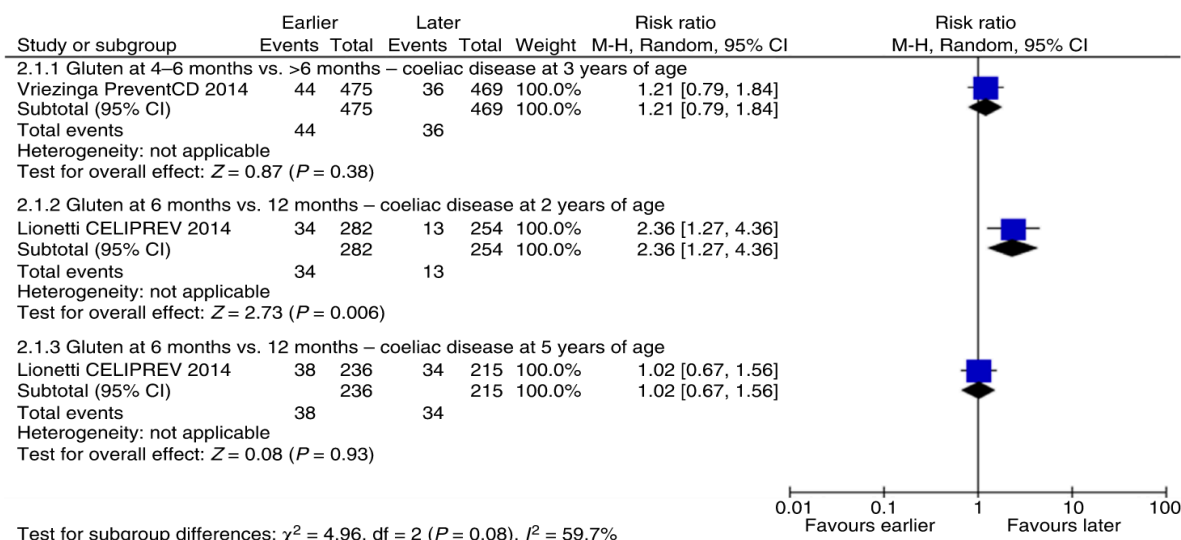 Earlier Later Risk ratio Risk ratio
Study or subgroup Events Total Events Total Weight M-H, Random, 95% CI M-H, Random, 95% CI
2.1.1 Gluten at 4–6 months vs. >6 months – coeliac disease at 3 years of age
Vriezinga PreventCD 2014 44 475 36 469 100.0% 1.21 [0.79, 1.84]
Subtotal (95% CI) 475 469 100.0% 1.21 [0.79, 1.84]
Total events 44 36
Heterogeneity: not applicable
Test for overall effect: Z = 0.87 (P = 0.38)
2.1.2 Gluten at 6 months vs. 12 months – coeliac disease at 2 years of age
Lionetti CELIPREV 2014 34 282 13 254 100.0% 2.36 [1.27, 4.36]
Subtotal (95% CI) 282 254 100.0% 2.36 [1.27, 4.36]
Total events 34 13
Heterogeneity: not applicable
Test for overall effect: Z = 2.73 (P = 0.006)
2.1.3 Gluten at 6 months vs. 12 months – coeliac disease at 5 years of age
Lionetti CELIPREV 2014 38 236 34 215 100.0% 1.02 [0.67, 1.56]
Subtotal (95% CI) 236 215 100.0% 1.02 [0.67, 1.56]
Total events 38 34
Heterogeneity: not applicable
Test for overall effect: Z = 0.08 (P = 0.93)
0.01 0.1 1 10 100
Favours earlier Favours later
Test for subgroup differences: χ² = 4.96, df = 2 (P = 0.08), I² = 59.7%